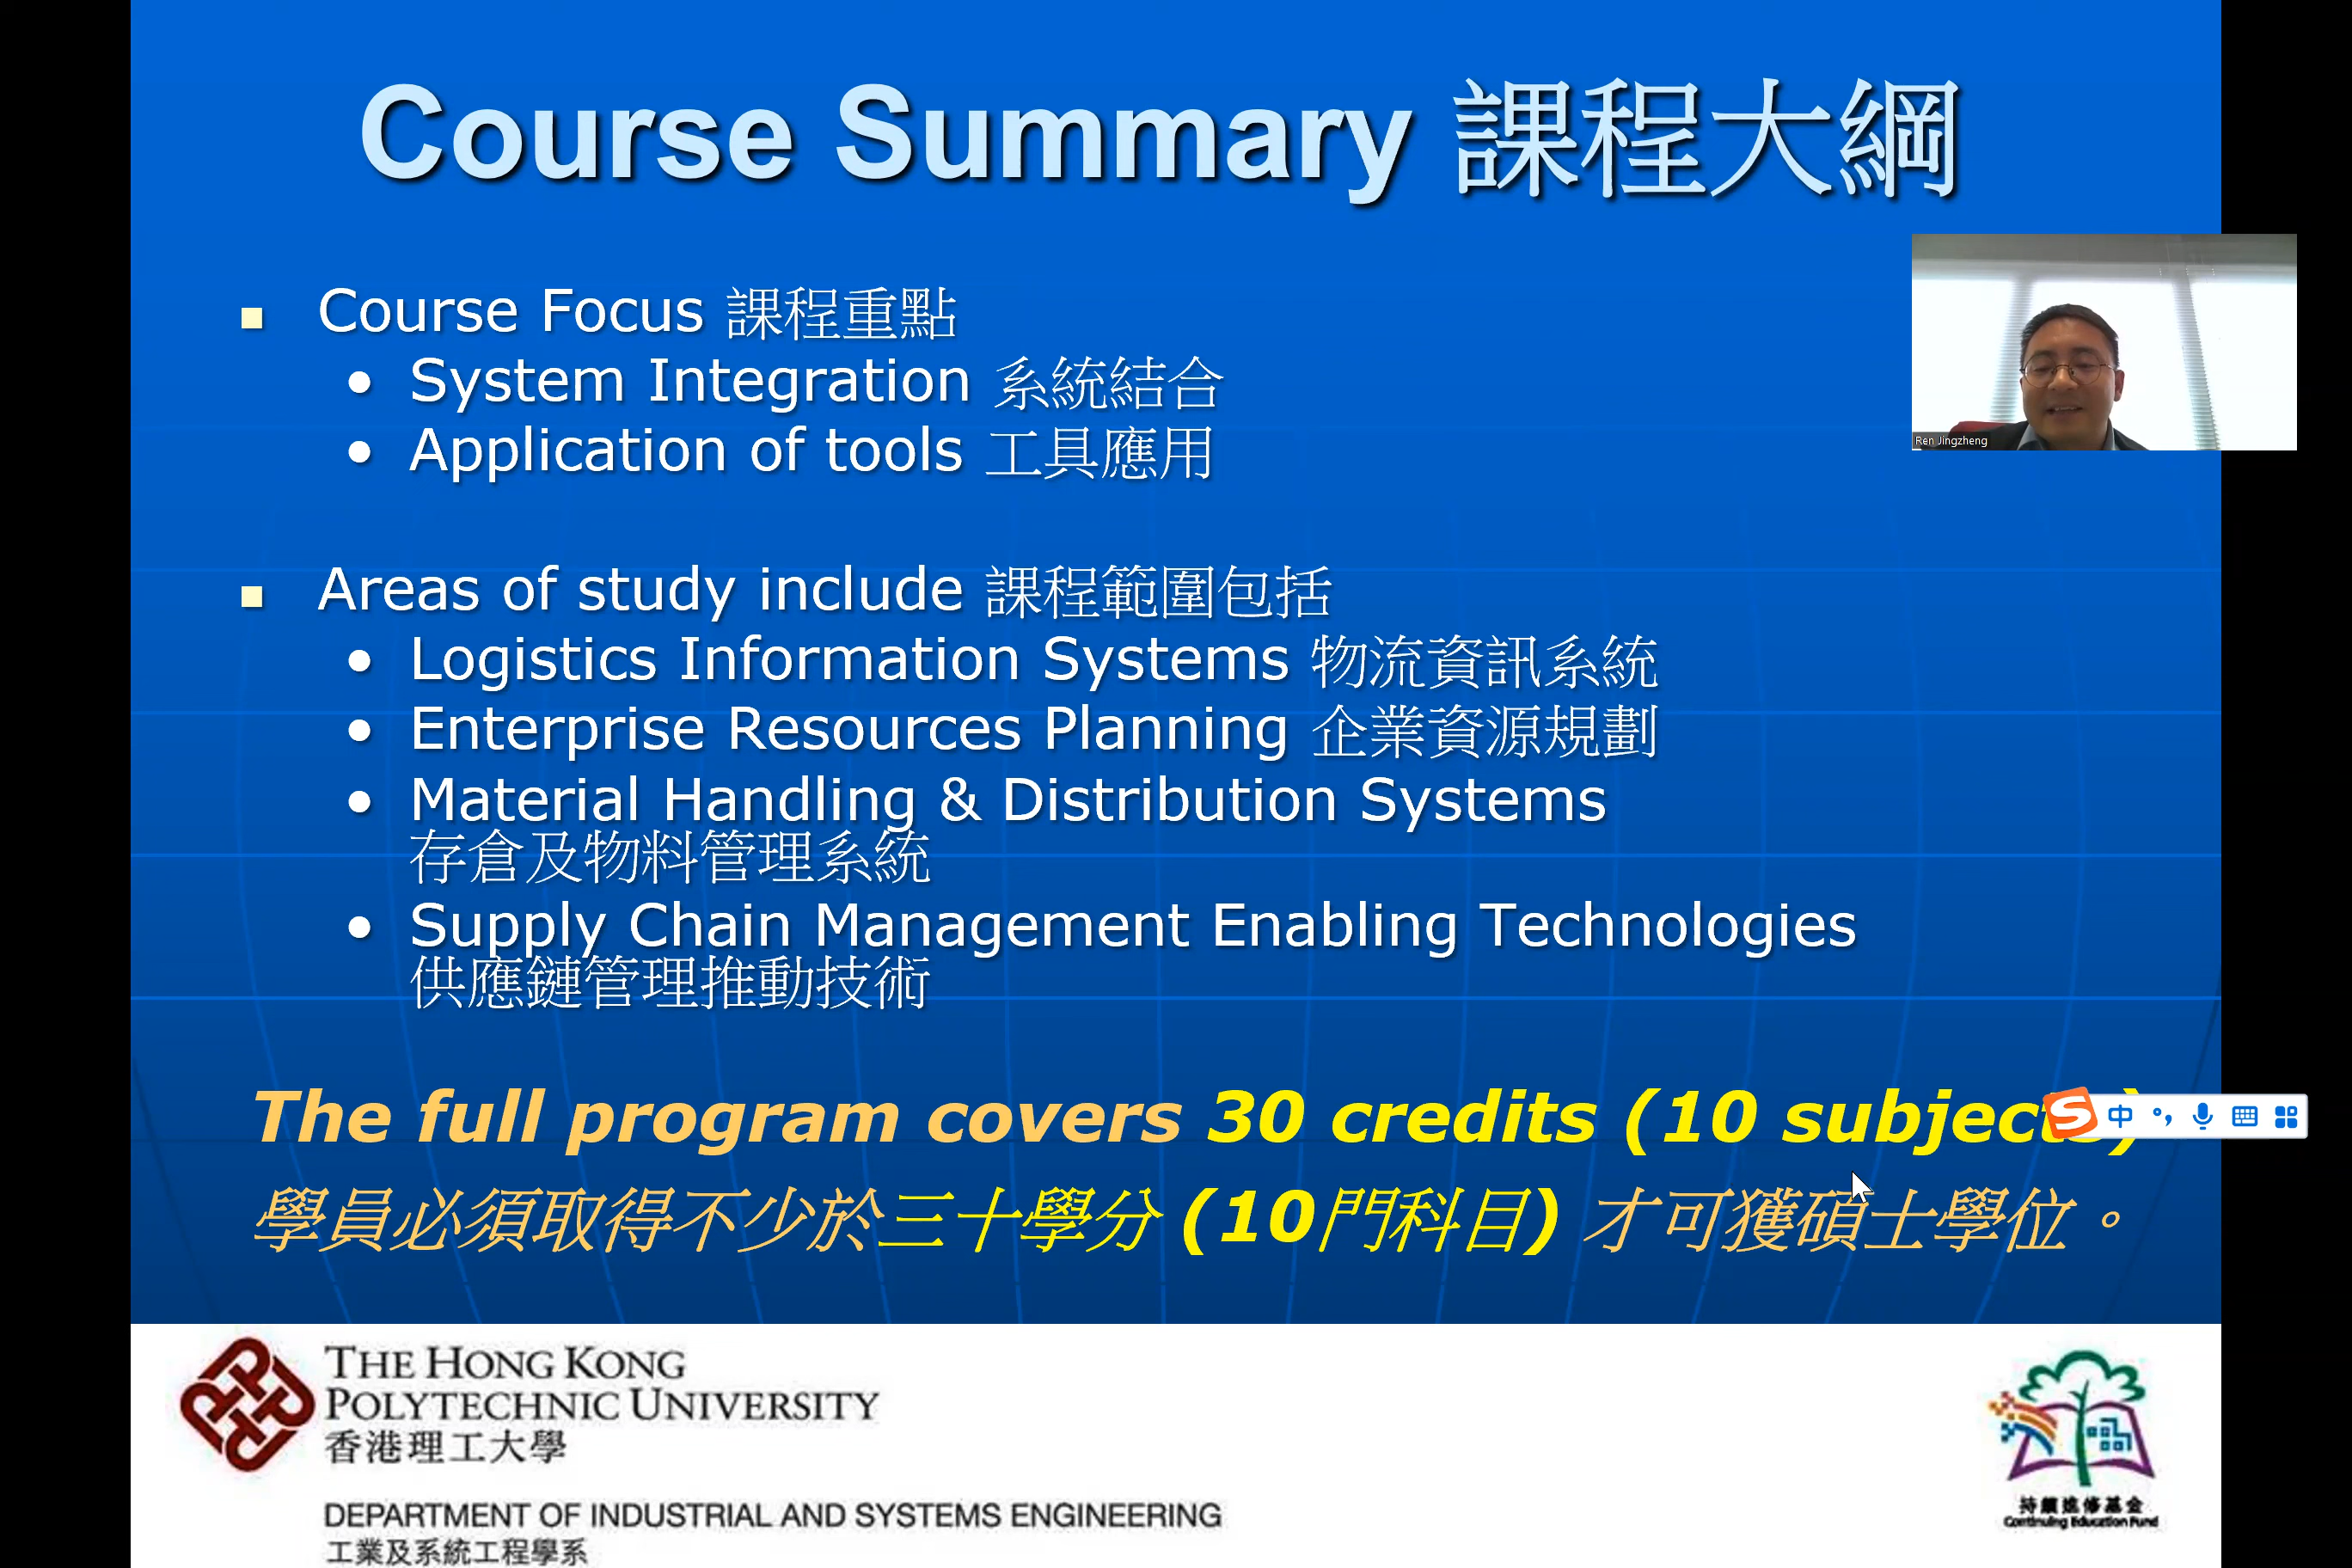 Course Summary 課程大綱
Course Focus 課程重點
System Integration 系統結合
Application of tools 工具應用
Ren Jingzheng
Areas of study include 課程範圍包括
Logistics Information Systems 物流資訊系統
Enterprise Resources Planning 企業資源規劃
Material Handling & Distribution Systems
存倉及物料管理系統
Supply Chain Management Enabling Technologies
供應鏈管理推動技術
The full program covers 30 credits (10 subjects)
中
學員必須取得不少於三十學分 (10門科目) 才可獲碩士學位。
THE HONG KONG
POLYTECHNIC UNIVERSITY
香港理工大學
DEPARTMENT OF INDUSTRIAL AND SYSTEMS ENGINEERING
工業及系統工程學系
持續進修基金
Continuing Education Fund